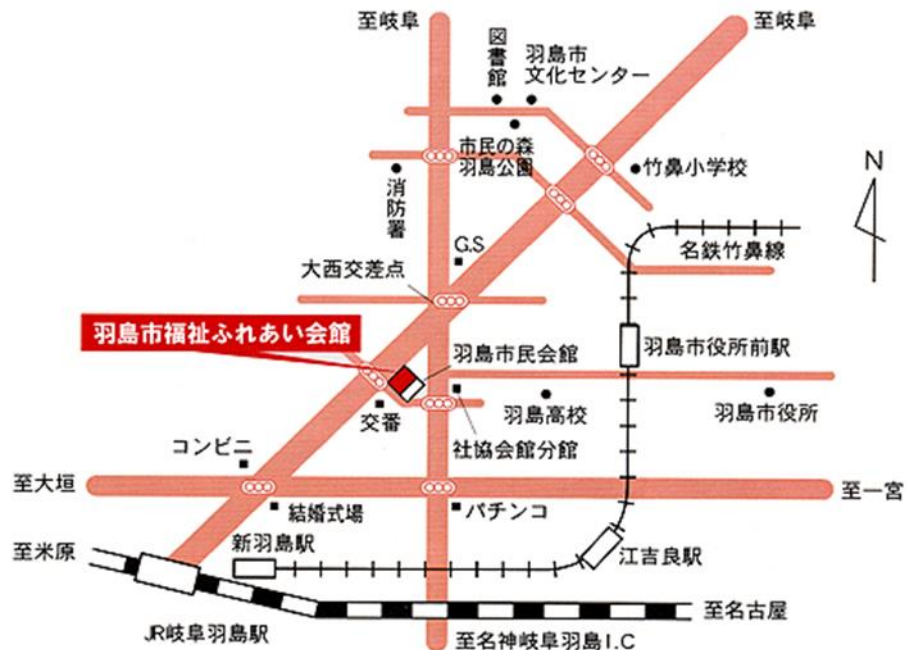 至岐阜
至岐阜
図書館
羽島市
文化センター
市民の森
羽島公園
竹鼻小学校
N
消防署
G.S
名鉄竹鼻線
大西交差点
羽島市福祉ふれあい会館
羽島市民会館
羽島市役所前駅
交番
羽島高校
羽島市役所
コンビニ
社協会館分館
至大垣
至一宮
結婚式場
パチンコ
至米原
新羽島駅
江吉良駅
JR岐阜羽島駅
至名古屋
至名神岐阜羽島I.C